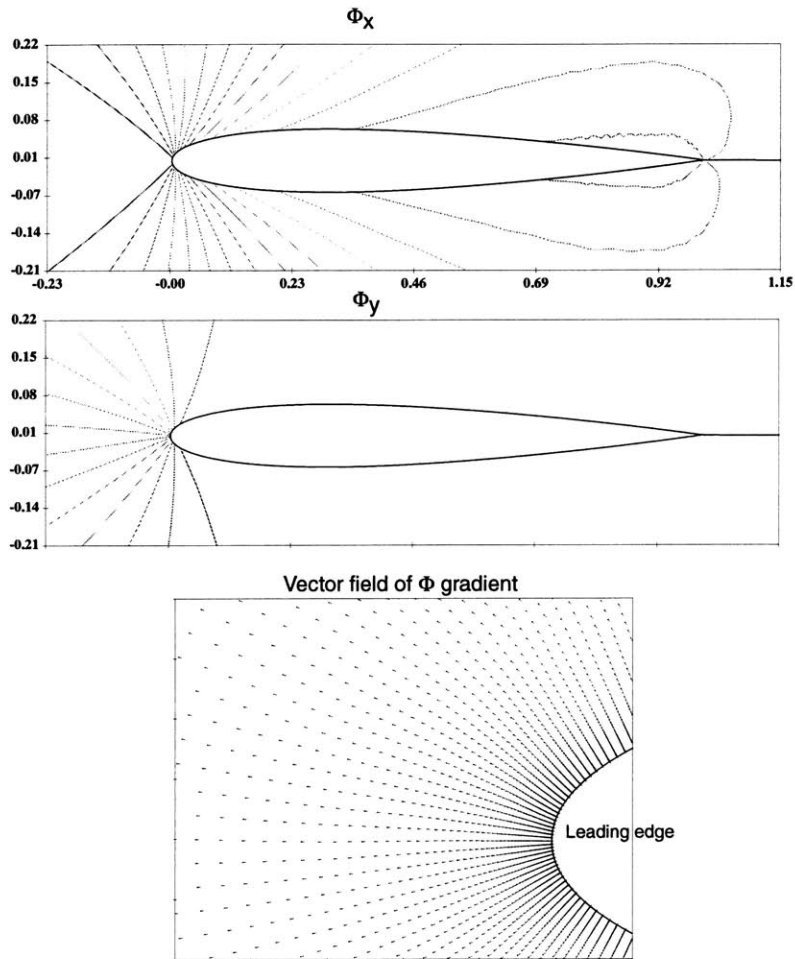 Φx
0.22
0.15
0.08
0.01
-0.07
-0.14
-0.21
-0.23 -0.00 0.23 0.46 0.69 0.92 1.15
Φy
0.22
0.15
0.08
0.01
-0.07
-0.14
-0.21
Vector field of Φ gradient
Leading edge